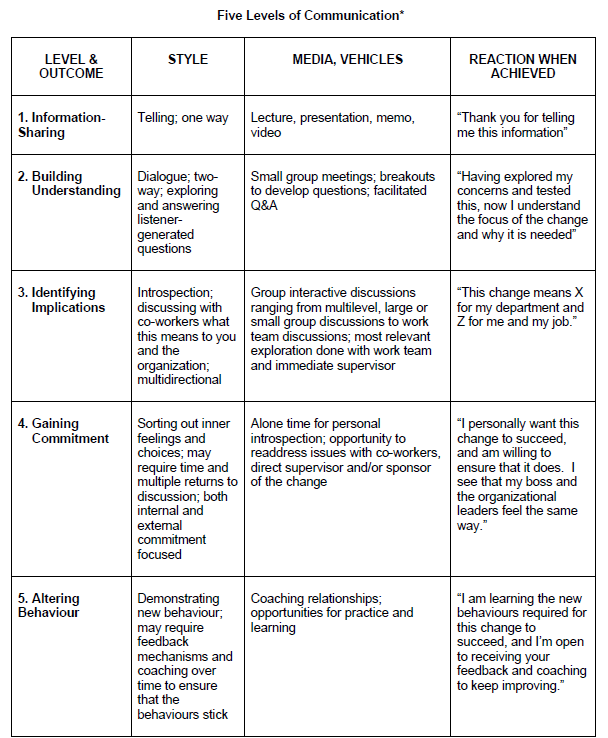 Five Levels of Communication*
LEVEL &
OUTCOME
STYLE
MEDIA, VEHICLES
REACTION WHEN
ACHIEVED
1. Information-
Sharing
Telling; one way
Lecture, presentation, memo,
video
“Thank you for telling
me this information”
2. Building
Understanding
Dialogue; two-
way; exploring
and answering
listener-
generated
questions
Small group meetings; breakouts
to develop questions; facilitated
Q&A
“Having explored my
concerns and tested
this, now I understand
the focus of the change
and why it is needed”
3. Identifying
Implications
Introspection;
discussing with
co-workers what
this means to you
and the
organization;
multidirectional
Group interactive discussions
ranging from multilevel, large or
small group discussions to work
team discussions; most relevant
exploration done with work team
and immediate supervisor
“This change means X
for my department and
Z for me and my job.”
4. Gaining
Commitment
Sorting out inner
feelings and
choices; may
require time and
multiple returns to
discussion; both
internal and
external
commitment
focused
Alone time for personal
introspection; opportunity to
readdress issues with co-workers,
direct supervisor and/or sponsor
of the change
“I personally want this
change to succeed,
and am willing to
ensure that it does.  I
see that my boss and
the organizational
leaders feel the same
way.”
5. Altering
Behaviour
Demonstrating
new behaviour;
may require
feedback
mechanisms and
coaching over
time to ensure
that the
behaviours stick
Coaching relationships;
opportunities for practice and
learning
“I am learning the new
behaviours required for
this change to
succeed, and I’m open
to receiving your
feedback and coaching
to keep improving.”